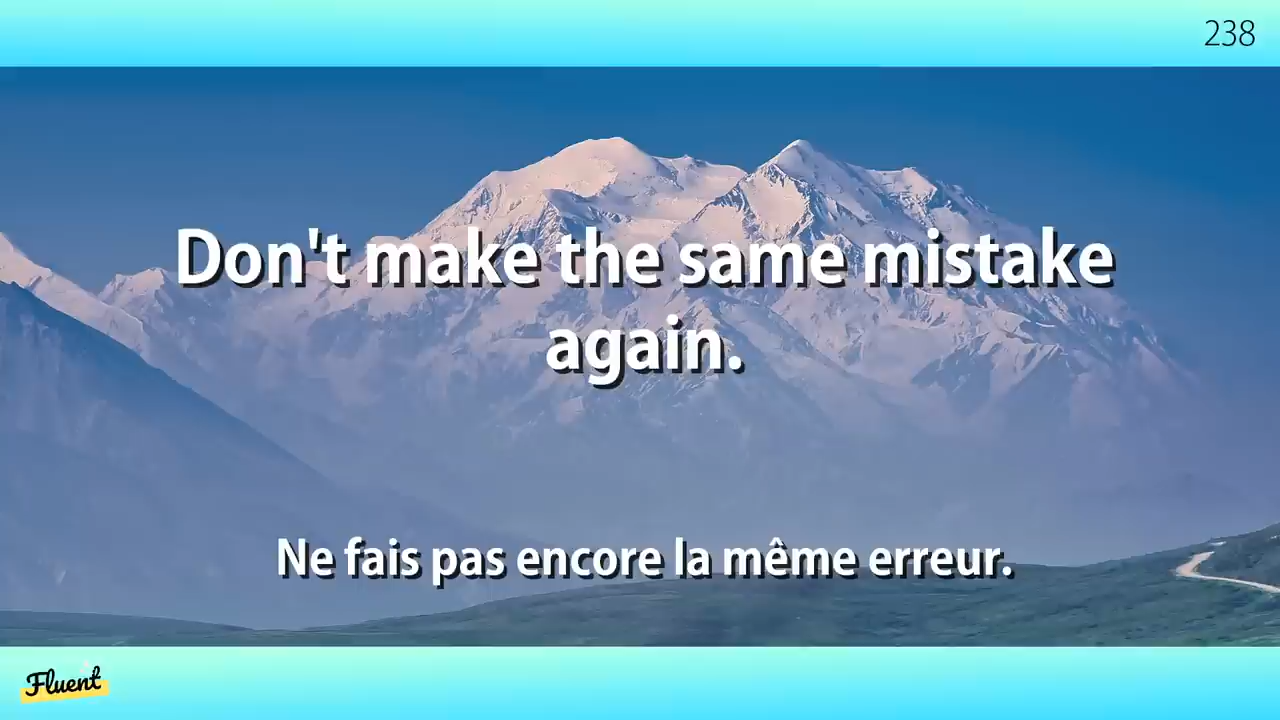 238
Don't make the same mistake
again.
Ne fais pas encore la même erreur.
Fluent